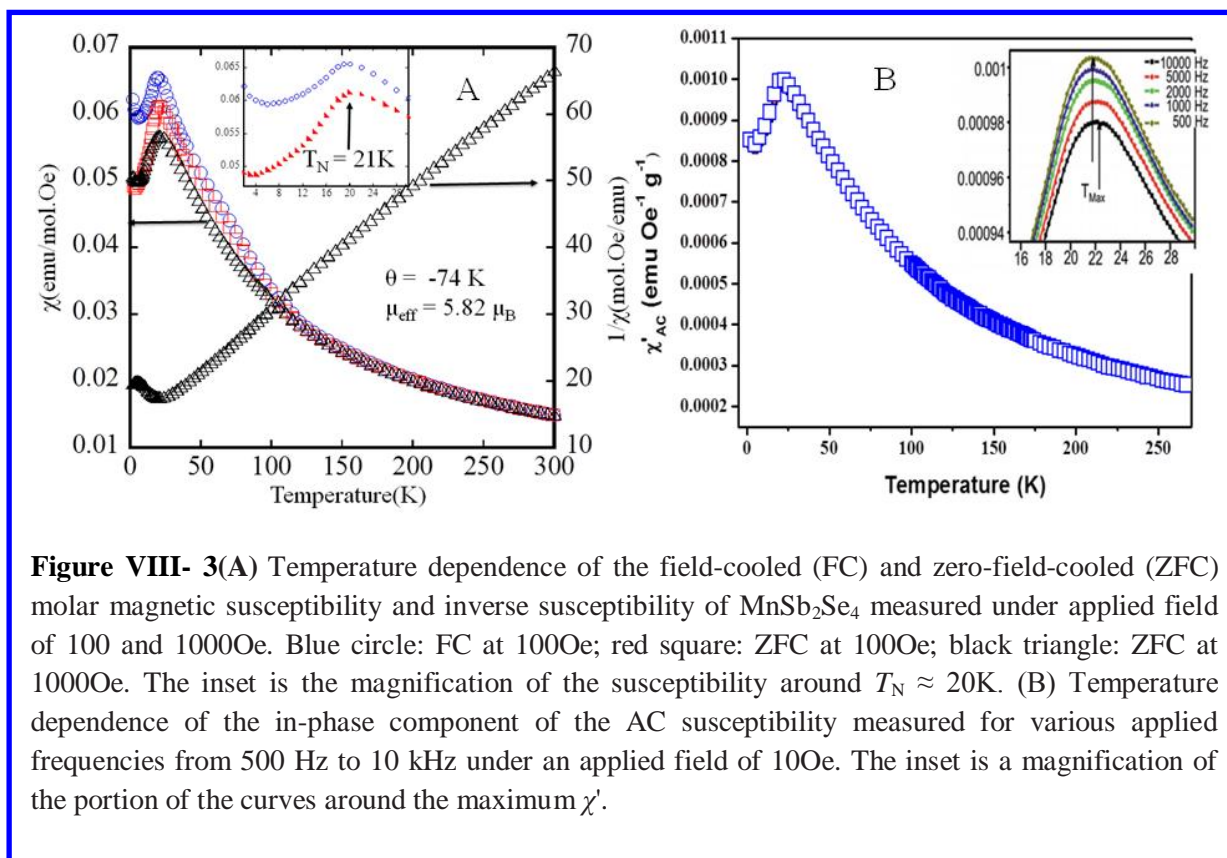 0.07
0.06
0.05
0.04
0.03
0.02
0.01
χ(emu/mol.Oe)
0 50 100 150 200 250 300
Temperature(K)
70
60
50
40
30
20
10
1/χ(mol.Oe/emu)
A
0.065
0.06
0.055
0.05
4 8 12 16 20 24 28
T_N = 21K
θ = -74 K
μ_eff = 5.82 μ_B
0.0011
0.0010
0.0009
0.0008
0.0007
0.0006
0.0005
0.0004
0.0003
0.0002
χ'_AC (emu Oe⁻¹ g⁻¹)
0 50 100 150 200 250
Temperature (K)
B
0.001
0.00098
0.00096
0.00094
16 18 20 22 24 26 28
10000 Hz
5000 Hz
2000 Hz
1000 Hz
500 Hz
T_Max
Figure VIII- 3(A) Temperature dependence of the field-cooled (FC) and zero-field-cooled (ZFC)
molar magnetic susceptibility and inverse susceptibility of MnSb₂Se₄ measured under applied field
of 100 and 1000Oe. Blue circle: FC at 100Oe; red square: ZFC at 100Oe; black triangle: ZFC at
1000Oe. The inset is the magnification of the susceptibility around T_N ≈ 20K. (B) Temperature
dependence of the in-phase component of the AC susceptibility measured for various applied
frequencies from 500 Hz to 10 kHz under an applied field of 10Oe. The inset is a magnification of
the portion of the curves around the maximum χ'.